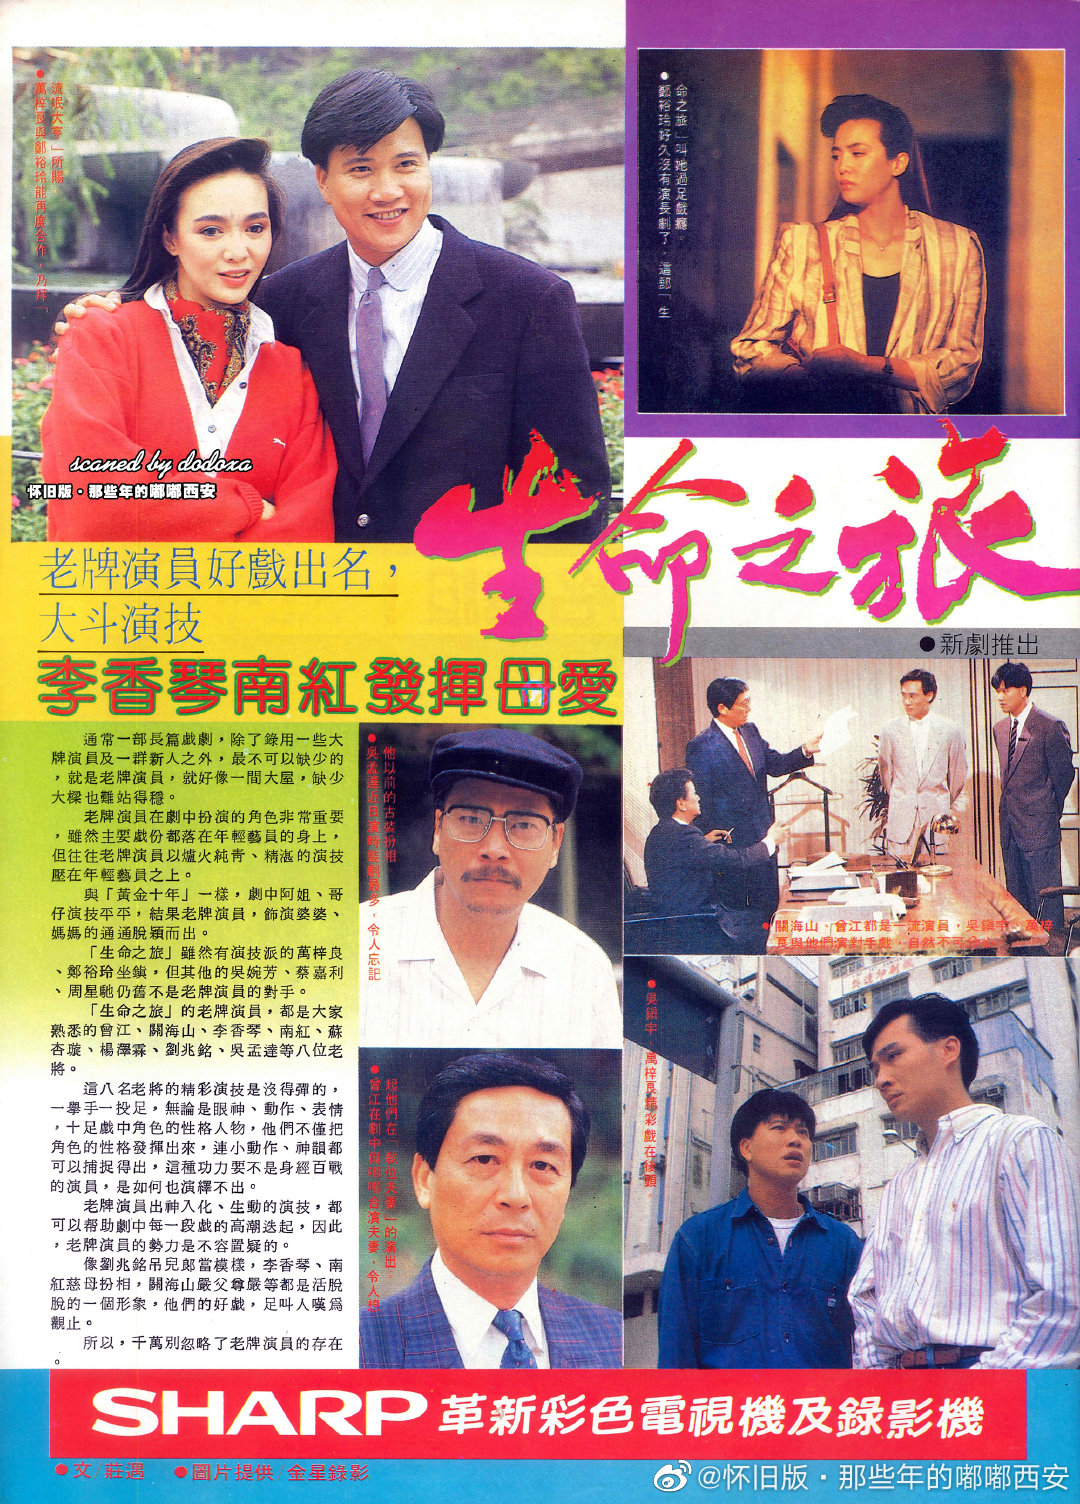 流氓大亨」所賜
萬梓良與鄭裕玲能再度合作，乃拜「
命之旅」叫她過足戲癮。
鄭裕玲好久沒有演長劇了，這部「生
scaned by dodoxa
怀旧版·那些年的嘟嘟西安
生命之旅
●新劇推出
老牌演員好戲出名，
大斗演技
李香琴南紅發揮母愛
通常一部長篇戲劇，除了錄用一些大
牌演員及一群新人之外，最不可以缺少的
，就是老牌演員，就好像一間大屋，缺少
大樑也難站得穩。
老牌演員在劇中扮演的角色非常重要
，雖然主要戲份都落在年輕藝員的身上，
但往往老牌演員以爐火純青、精湛的演技
壓在年輕藝員之上。
與「黃金十年」一樣，劇中阿姐、哥
仔演技平平，結果老牌演員，飾演婆婆、
媽媽的通通脫穎而出。
「生命之旅」雖然有演技派的萬梓良
、鄭裕玲坐鎮，但其他的吳婉芳、蔡嘉利
、周星馳仍舊不是老牌演員的對手。
「生命之旅」的老牌演員，都是大家
熟悉的曾江、關海山、李香琴、南紅、蘇
杏璇、楊澤霖、劉兆銘、吳孟達等八位老
將。
這八名老將的精彩演技是沒得彈的，
一舉手一投足，無論是眼神、動作、表情
，十足戲中角色的性格人物，他們不僅把
角色的性格發揮出來，連小動作、神韻都
可以捕捉得出，這種功力要不是身經百戰
的演員，是如何也演繹不出。
老牌演員出神入化、生動的演技，都
可以帮助劇中每一段戲的高潮迭起，因此
，老牌演員的勢力是不容置疑的。
像劉兆銘吊兒郎當模樣，李香琴、南
紅慈母扮相，關海山嚴父尊嚴等都是活脫
脫的一個形象，他們的好戲，足叫人嘆爲
觀止。
所以，千萬別忽略了老牌演員的存在
。
●吳孟達近日演時裝劇最多，令人忘記
他以前的古裝扮相
●曾江在劇中與
合演夫妻，令人想
起他們在「
」的演出。
●關海山、曾江都是一流演員，吳鎮宇、萬梓
良與他們演對手戲，自然不可
●吳鎮宇、萬梓良精彩戲在後頭。
SHARP 革新彩色電視機及錄影機
●文/莊遇 ●圖片提供/金星錄影
@怀旧版·那些年的嘟嘟西安